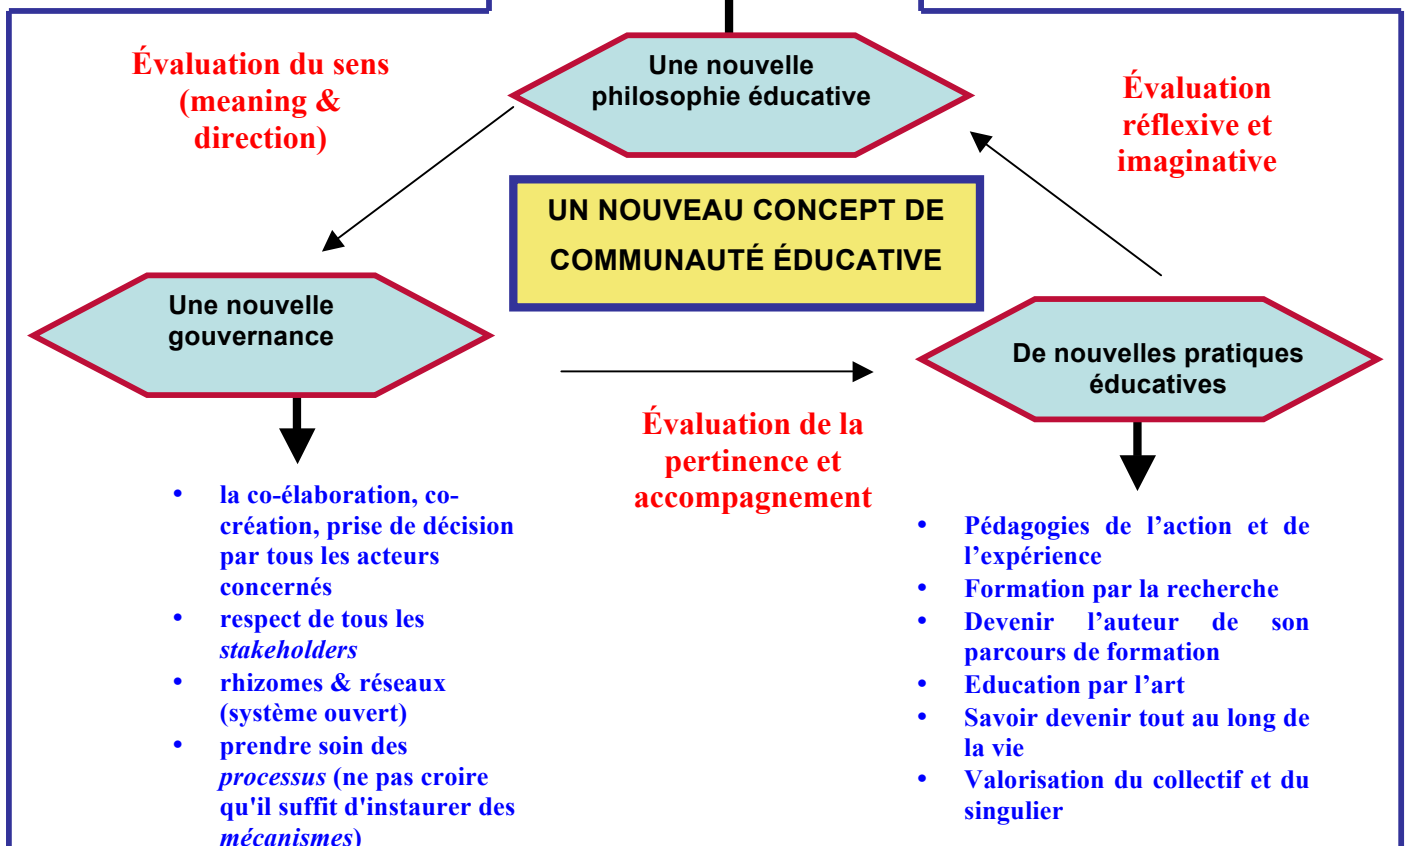 Évaluation du sens
(meaning &
direction)
Une nouvelle
philosophie éducative
Évaluation
réflexive et
imaginative
UN NOUVEAU CONCEPT DE
COMMUNAUTÉ ÉDUCATIVE
Une nouvelle
gouvernance
De nouvelles pratiques
éducatives
Évaluation de la
pertinence et
accompagnement
• la co-élaboration, co-
création, prise de décision
par tous les acteurs
concernés
• respect de tous les
stakeholders
• rhizomes & réseaux
(système ouvert)
• prendre soin des
processus (ne pas croire
qu'il suffit d'instaurer des
mécanismes)
• Pédagogies de l’action et de
l’expérience
• Formation par la recherche
• Devenir l’auteur de son
parcours de formation
• Education par l’art
• Savoir devenir tout au long de
la vie
• Valorisation du collectif et du
singulier